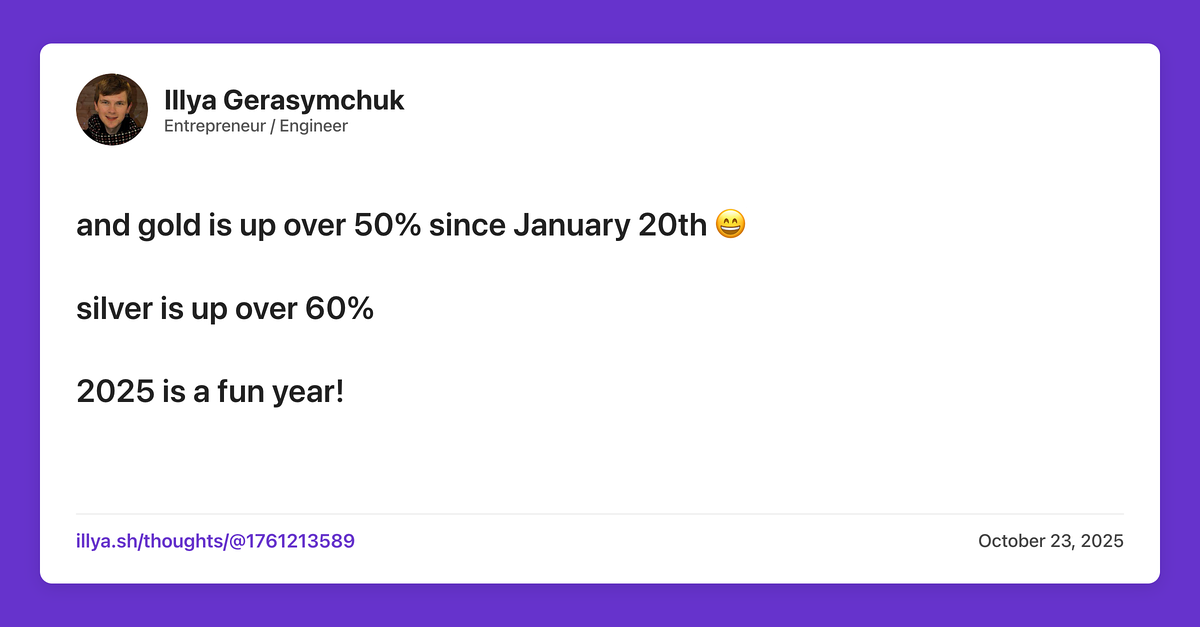 Illya Gerasymchuk
Entrepreneur / Engineer
and gold is up over 50% since January 20th 😄
silver is up over 60%
2025 is a fun year!
illya.sh/thoughts/@1761213589
October 23, 2025